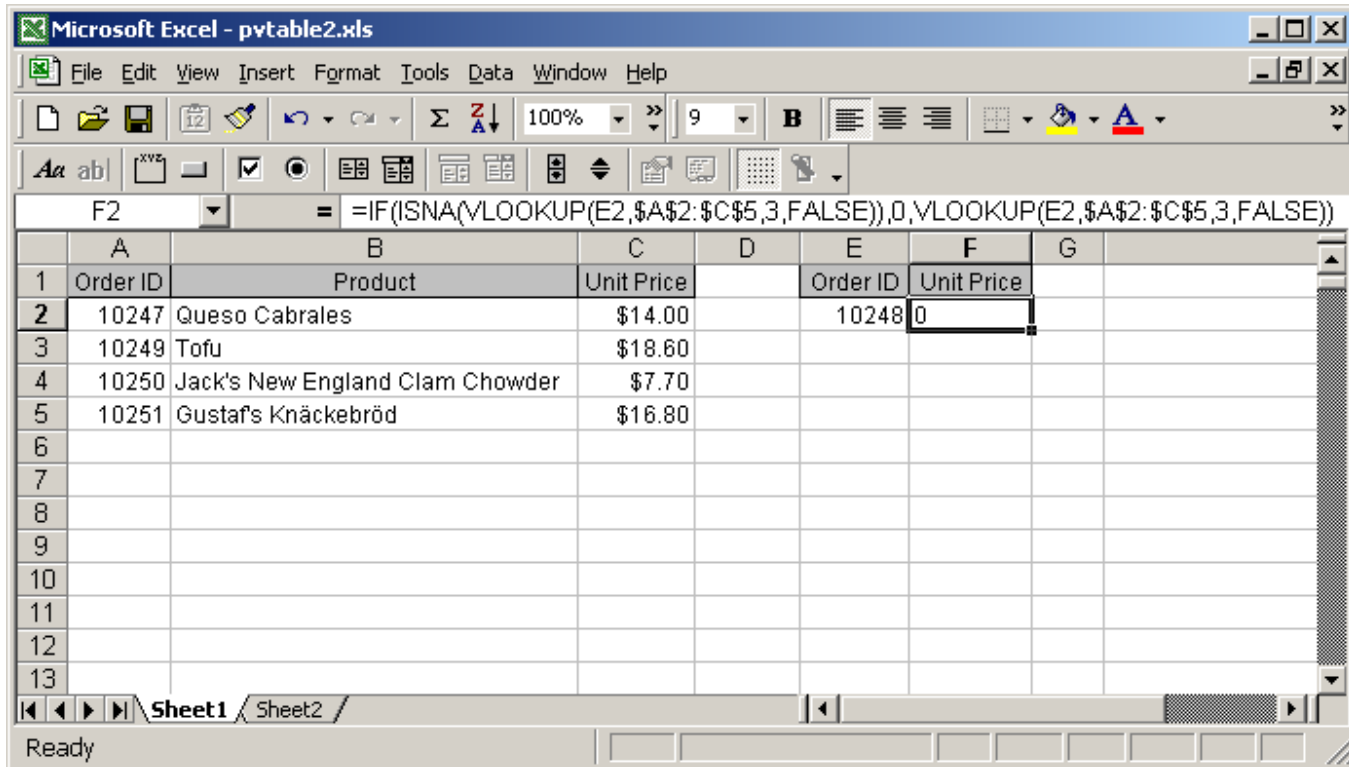 Microsoft Excel - pvtable2.xls
File Edit View Insert Format Tools Data Window Help
12 Σ Z A 100% » 9 B A »
Aa ab| XYZ
F2 = =IF(ISNA(VLOOKUP(E2,$A$2:$C$5,3,FALSE)),0,VLOOKUP(E2,$A$2:$C$5,3,FALSE))
A B C D E F G
1 Order ID Product Unit Price Order ID Unit Price
2 10247 Queso Cabrales $14.00 10248 0
3 10249 Tofu $18.60
4 10250 Jack's New England Clam Chowder $7.70
5 10251 Gustaf's Knäckebröd $16.80
6
7
8
9
10
11
12
13
Sheet1 Sheet2
Ready